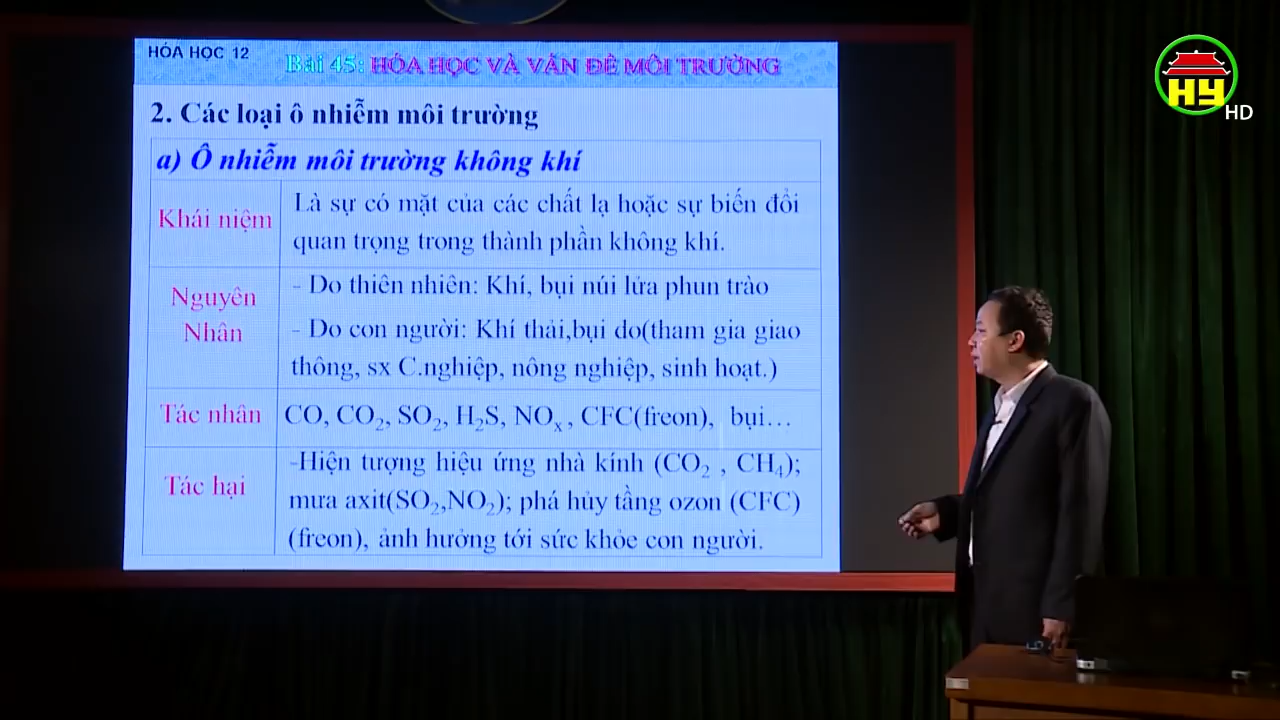 HÓA HỌC 12
Bài 45: HÓA HỌC VÀ VẤN ĐỀ MÔI TRƯỜNG
2. Các loại ô nhiễm môi trường
a) Ô nhiễm môi trường không khí
Khái niệm
Là sự có mặt của các chất lạ hoặc sự biến đổi
quan trọng trong thành phần không khí.
Nguyên
Nhân
- Do thiên nhiên: Khí, bụi núi lửa phun trào
- Do con người: Khí thải,bụi do(tham gia giao
thông, sx C.nghiệp, nông nghiệp, sinh hoạt.)
Tác nhân
CO, CO₂, SO₂, H₂S, NOₓ, CFC(freon), bụi...
Tác hại
-Hiện tượng hiệu ứng nhà kính (CO₂ , CH₄);
mưa axit(SO₂,NO₂); phá hủy tầng ozon (CFC)
(freon), ảnh hưởng tới sức khỏe con người.
HY
HD